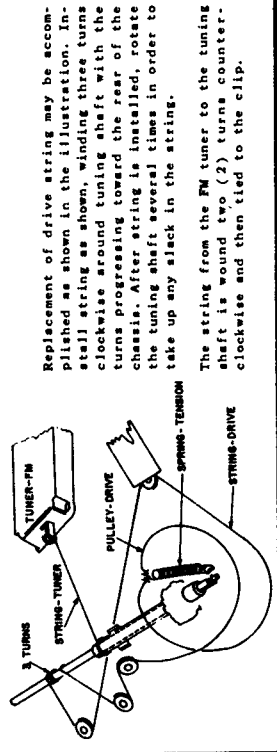 Replacement of drive string may be accom-
plished as shown in the illustration. In-
stall string as shown, winding three turns
clockwise around tuning shaft with the
turns progressing toward the rear of the
chassis. After string is installed, rotate
the tuning shaft several times in order to
take up any slack in the string.
The string from the FM tuner to the tuning
shaft is wound two (2) turns counter-
clockwise and then tied to the clip.
3 TURNS
TUNER-FM
STRING-TUNER
PULLEY-DRIVE
SPRING-TENSION
STRING-DRIVE